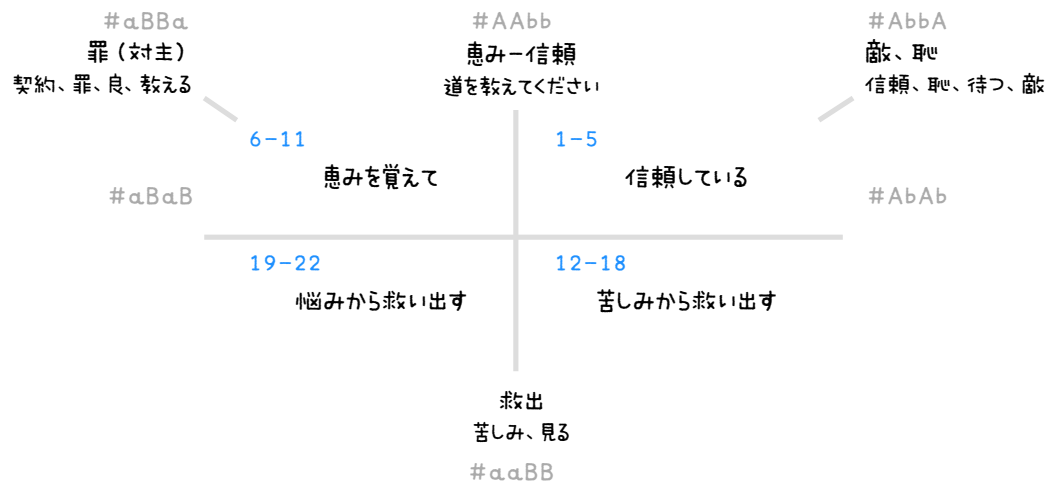 #aBBa
罪(対主)
契約、罪、良、教える
#AAbb
恵みー信頼
道を教えてください
#AbbA
敵、恥
信頼、恥、待つ、敵
6-11
恵みを覚えて
1-5
信頼している
#aBaB
#AbAb
19-22
悩みから救い出す
12-18
苦しみから救い出す
救出
苦しみ、見る
#aaBB